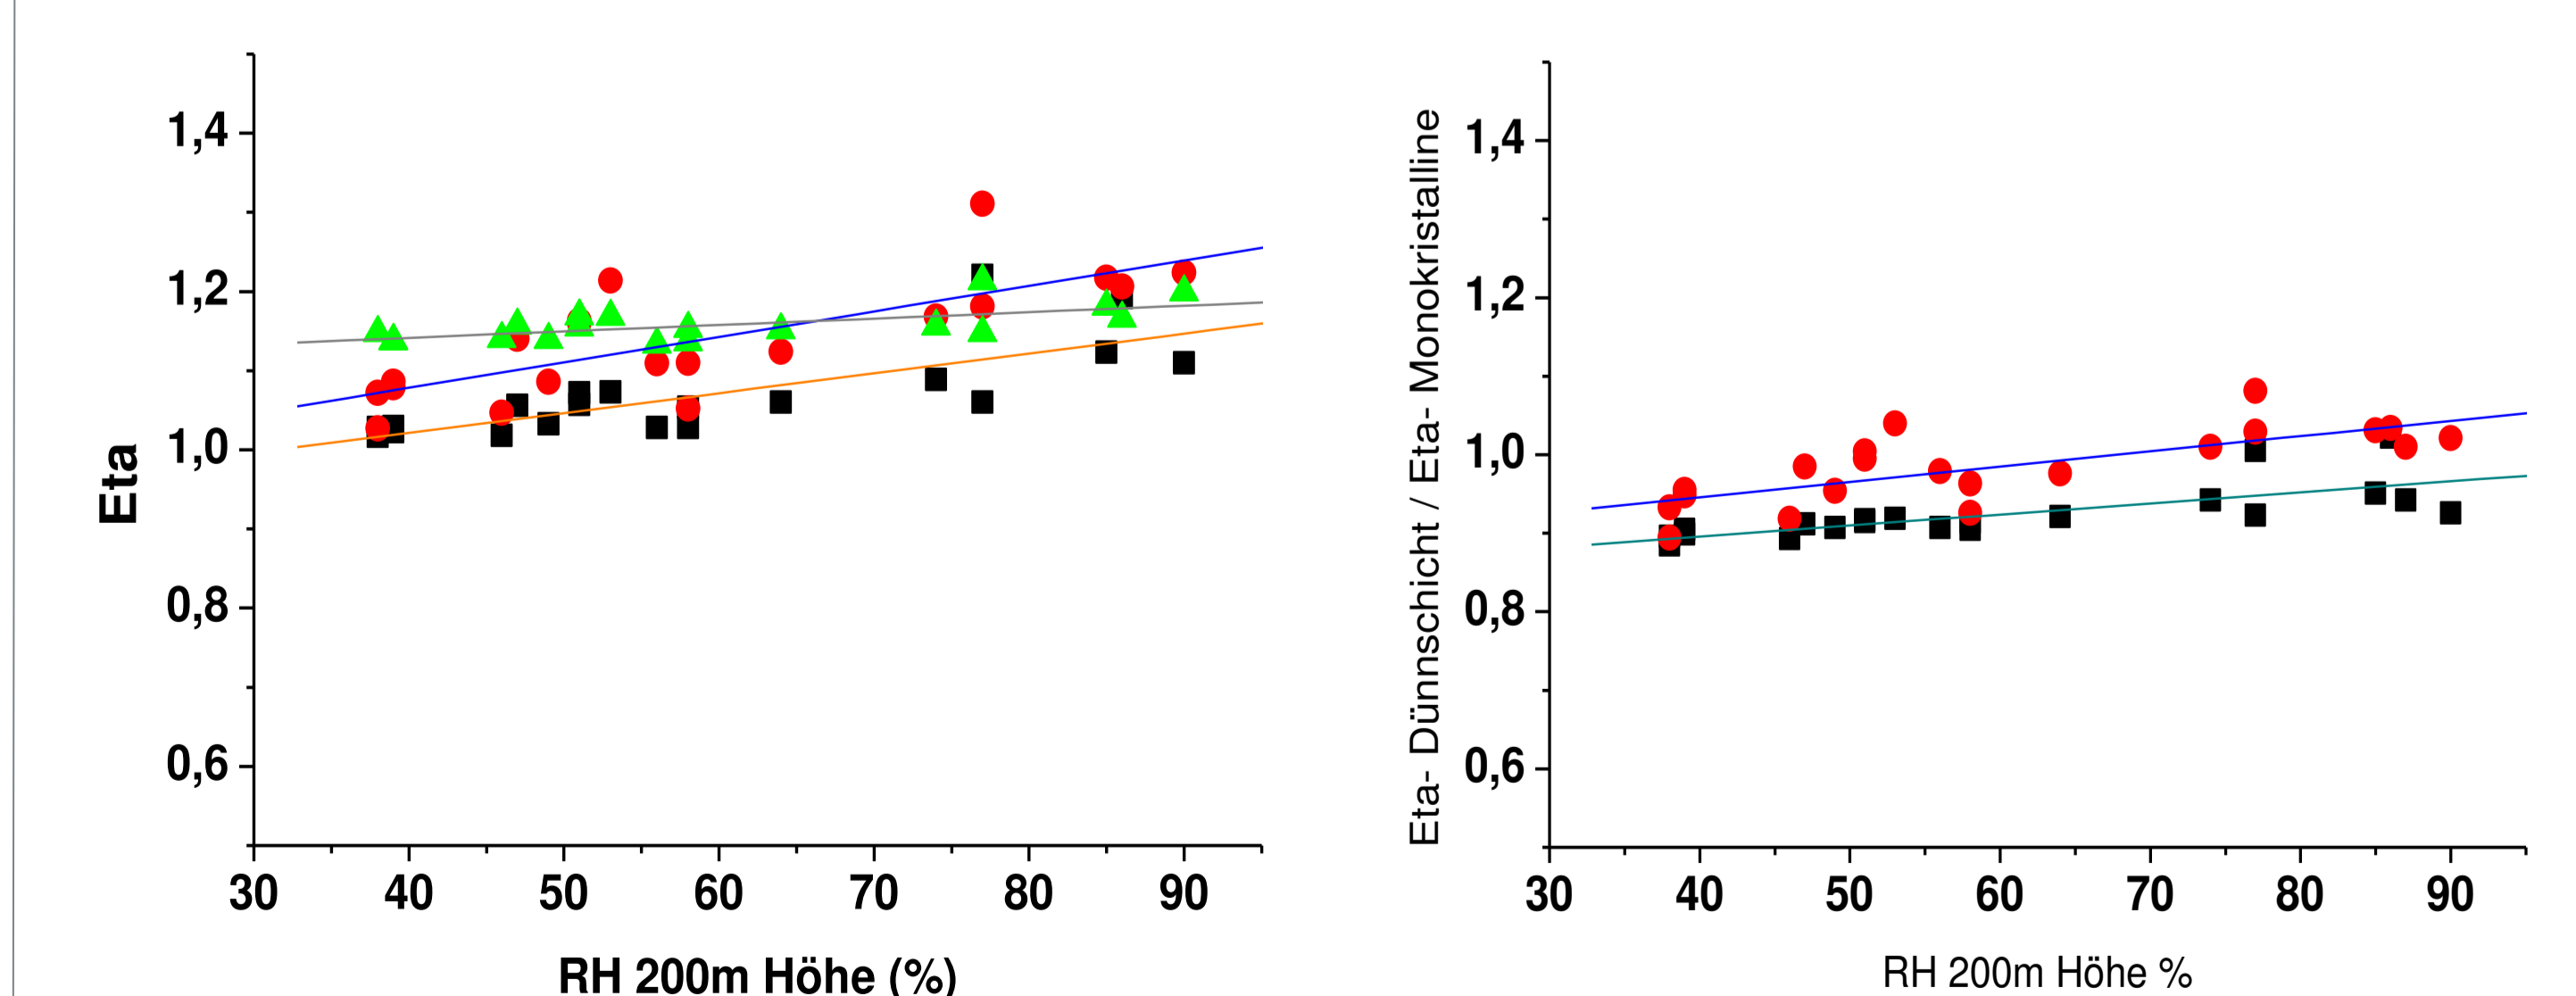 1,4
1,2
1,0
0,8
0,6
Eta
30 40 50 60 70 80 90
RH 200m Höhe (%)
Eta- Dünnschicht / Eta- Monokristalline
1,4
1,2
1,0
0,8
0,6
30 40 50 60 70 80 90
RH 200m Höhe %